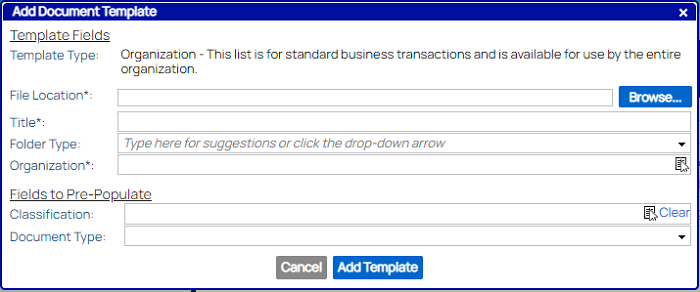 Add Document Template
Template Fields
Template Type: Organization - This list is for standard business transactions and is available for use by the entire
organization.
File Location*: Browse...
Title*:
Folder Type: Type here for suggestions or click the drop-down arrow
Organization*:
Fields to Pre-Populate
Classification: Clear
Document Type:
Cancel Add Template